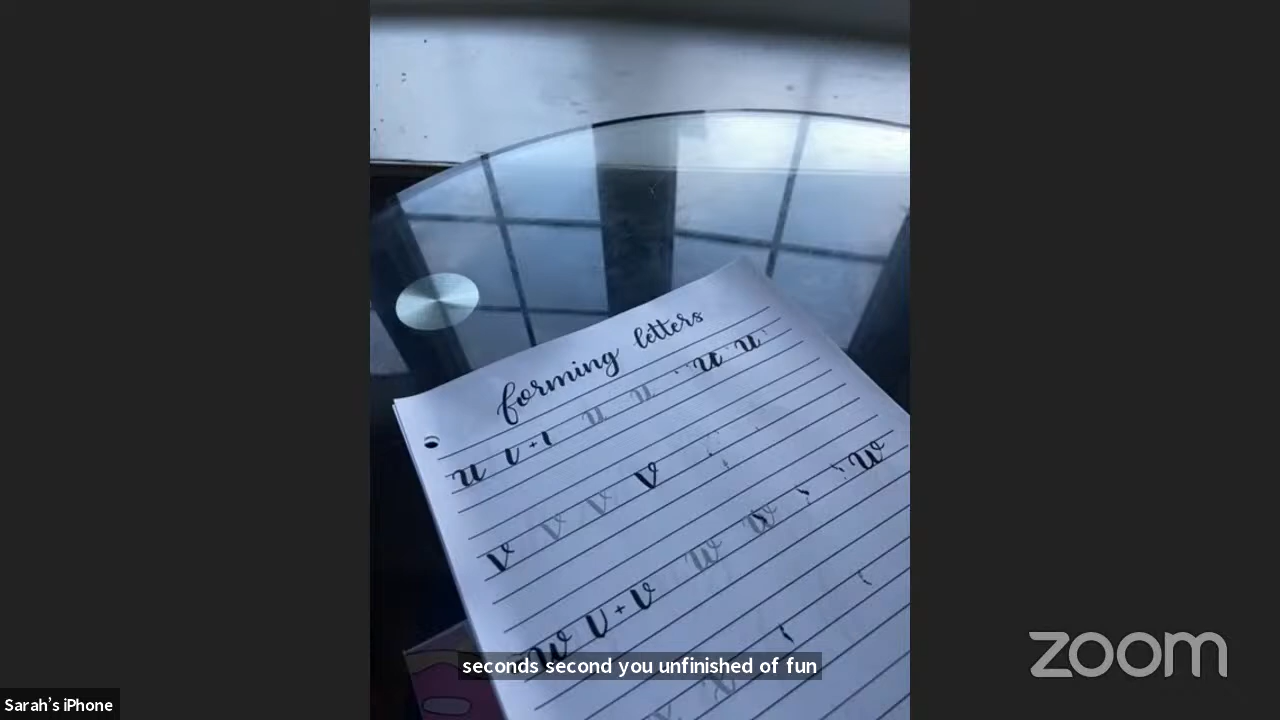 forming letters
u ι + ι u u u u
v v v v
w ι + v w w w
x
seconds second you unfinished of fun
Sarah's iPhone
zoom